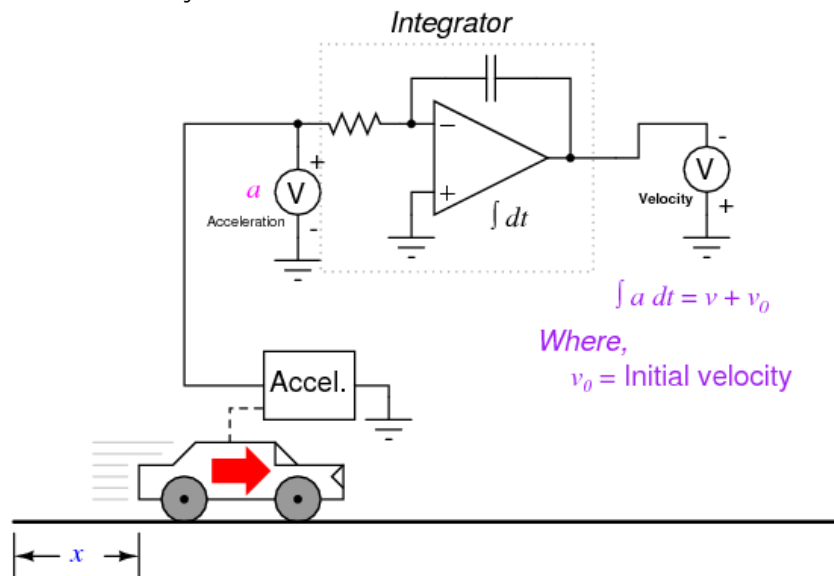 Integrator
−
+
∫ dt
+
a
V
-
Acceleration
-
V
Velocity
+
-
-
-
∫ a dt = v + v₀
Where,
v₀ = Initial velocity
Accel.
-
x